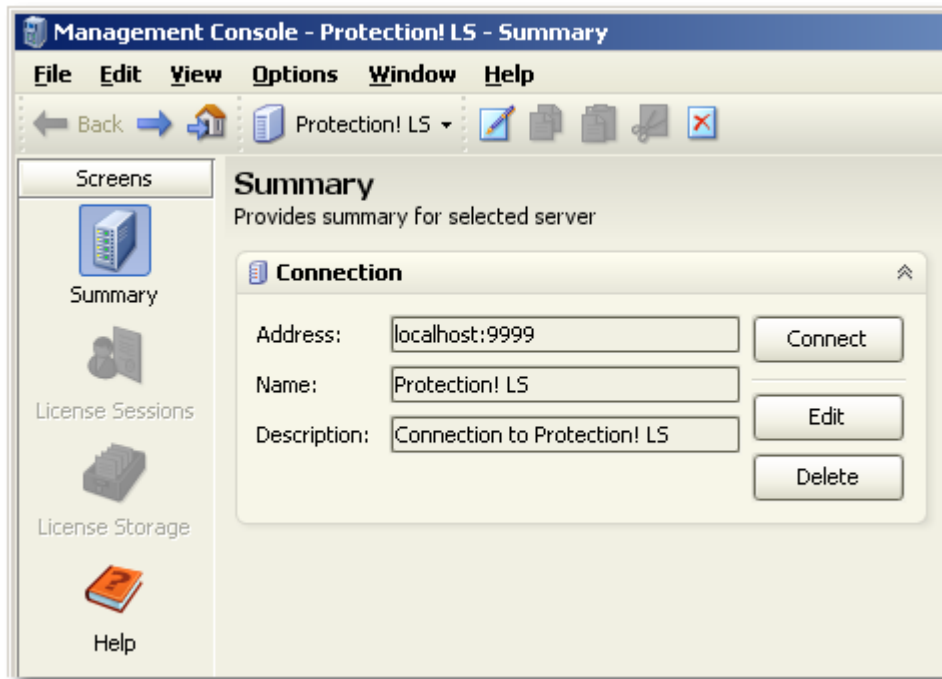 Management Console - Protection! LS - Summary
File Edit View Options Window Help
Back Protection! LS
Screens
Summary
License Sessions
License Storage
Help
Summary
Provides summary for selected server
Connection
Address: localhost:9999
Name: Protection! LS
Description: Connection to Protection! LS
Connect
Edit
Delete